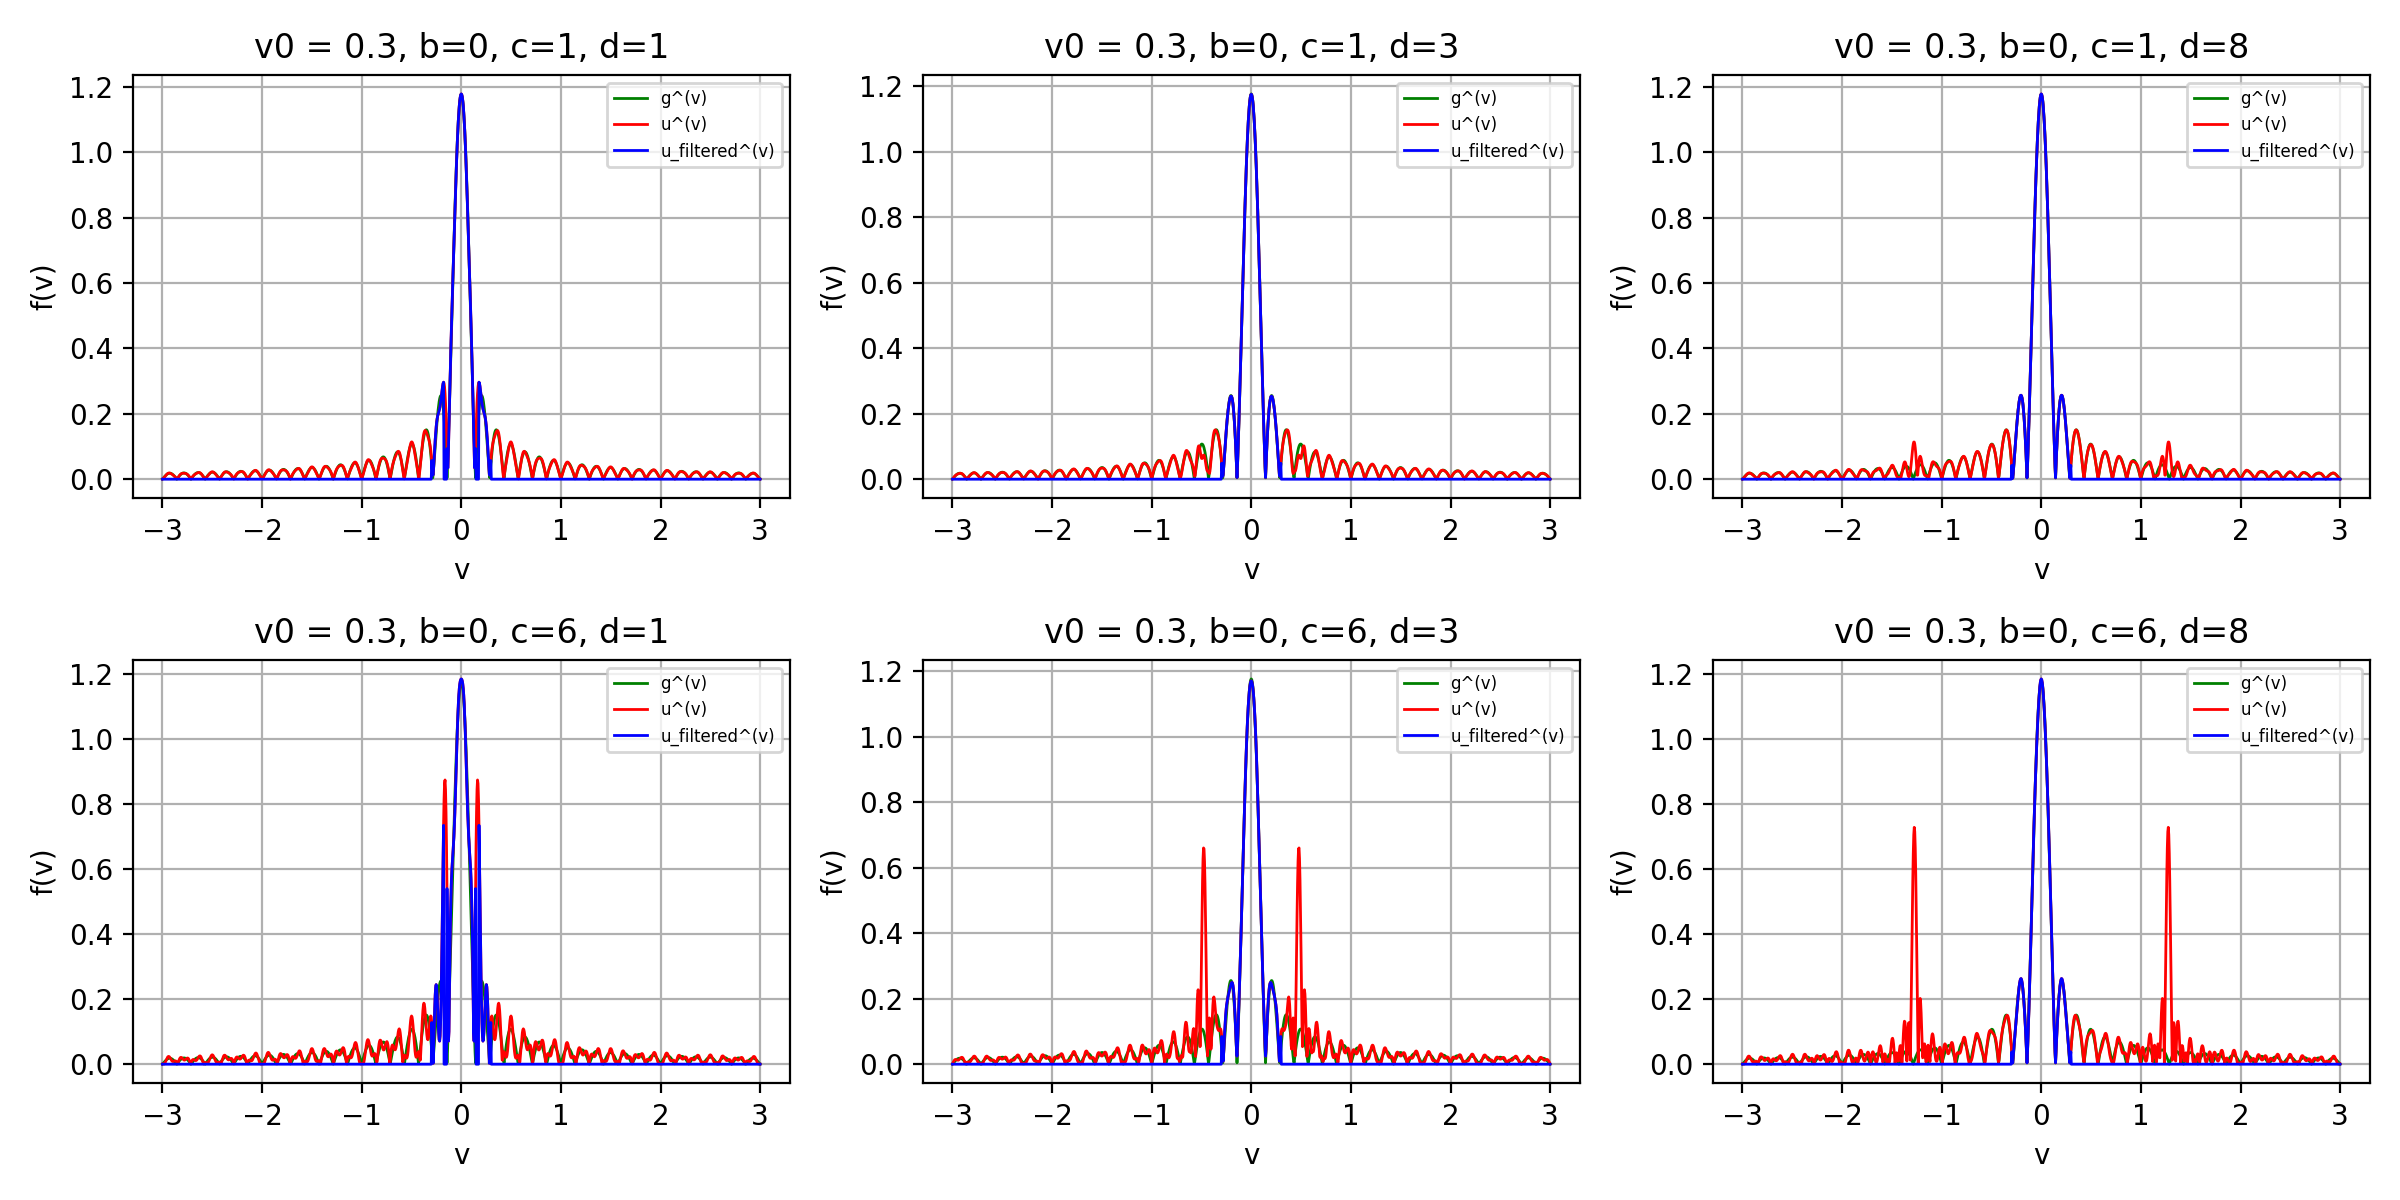 v0 = 0.3, b=0, c=1, d=1
f(v)
1.2
1.0
0.8
0.6
0.4
0.2
0.0
g^(v)
u^(v)
u_filtered^(v)
−3 −2 −1 0 1 2 3
v
v0 = 0.3, b=0, c=1, d=3
f(v)
1.2
1.0
0.8
0.6
0.4
0.2
0.0
g^(v)
u^(v)
u_filtered^(v)
−3 −2 −1 0 1 2 3
v
v0 = 0.3, b=0, c=1, d=8
f(v)
1.2
1.0
0.8
0.6
0.4
0.2
0.0
g^(v)
u^(v)
u_filtered^(v)
−3 −2 −1 0 1 2 3
v
v0 = 0.3, b=0, c=6, d=1
f(v)
1.2
1.0
0.8
0.6
0.4
0.2
0.0
g^(v)
u^(v)
u_filtered^(v)
−3 −2 −1 0 1 2 3
v
v0 = 0.3, b=0, c=6, d=3
f(v)
1.2
1.0
0.8
0.6
0.4
0.2
0.0
g^(v)
u^(v)
u_filtered^(v)
−3 −2 −1 0 1 2 3
v
v0 = 0.3, b=0, c=6, d=8
f(v)
1.2
1.0
0.8
0.6
0.4
0.2
0.0
g^(v)
u^(v)
u_filtered^(v)
−3 −2 −1 0 1 2 3
v